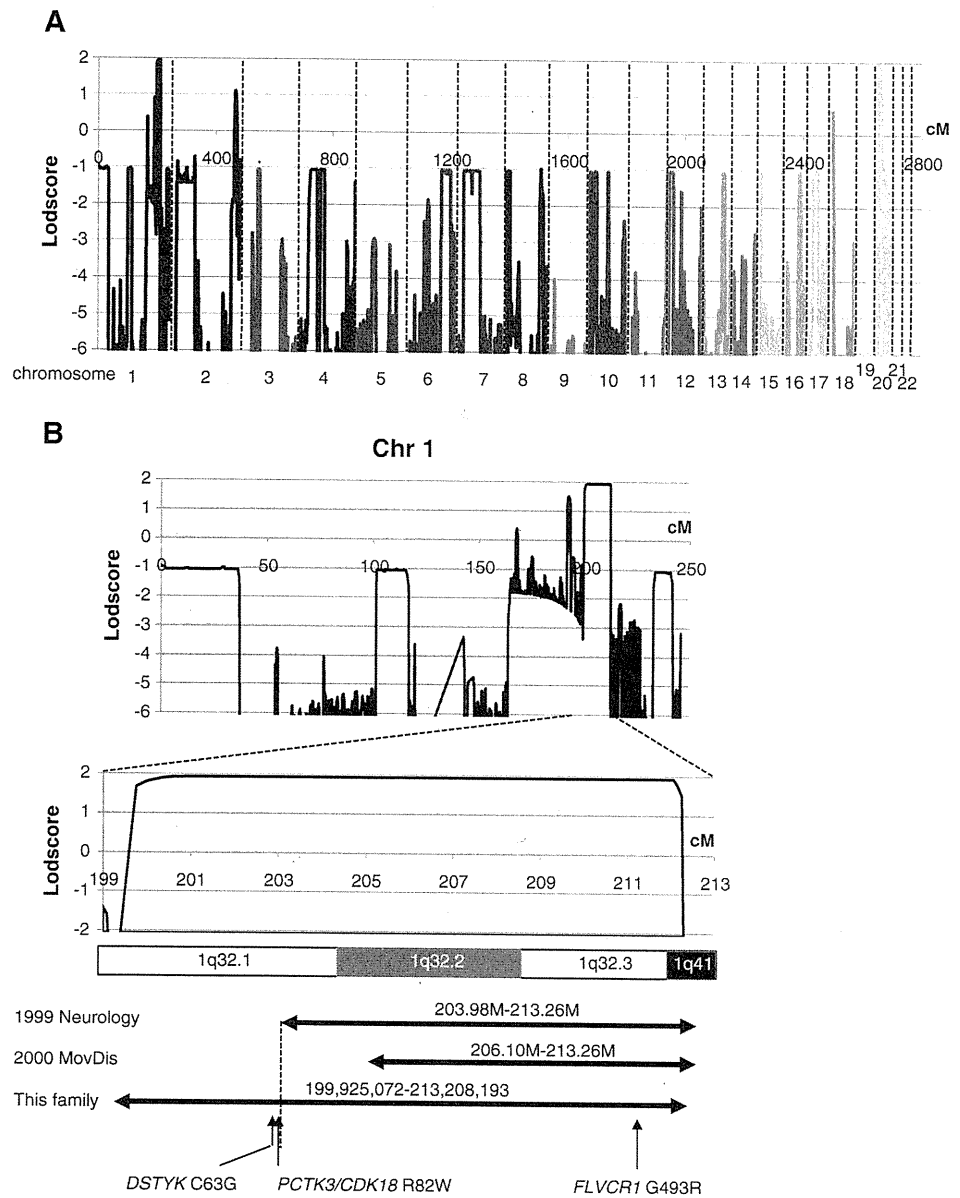 A
2
1
0
-1
-2
-3
-4
-5
-6
Lodscore
0 400 800 1200 1600 2000 2400 2800
cM
chromosome 1 2 3 4 5 6 7 8 9 10 11 12 13 14 15 16 17 18 19 20 21 22
B
Chr 1
2
1
0
-1
-2
-3
-4
-5
-6
Lodscore
cM
0 50 100 150 200 250
2
1
0
-1
-2
Lodscore
cM
199 201 203 205 207 209 211 213
1q32.1 1q32.2 1q32.3 1q41
1999 Neurology 203.98M-213.26M
2000 MovDis 206.10M-213.26M
This family 199,925,072-213,208,193
DSTYK C63G PCTK3/CDK18 R82W FLVCR1 G493R